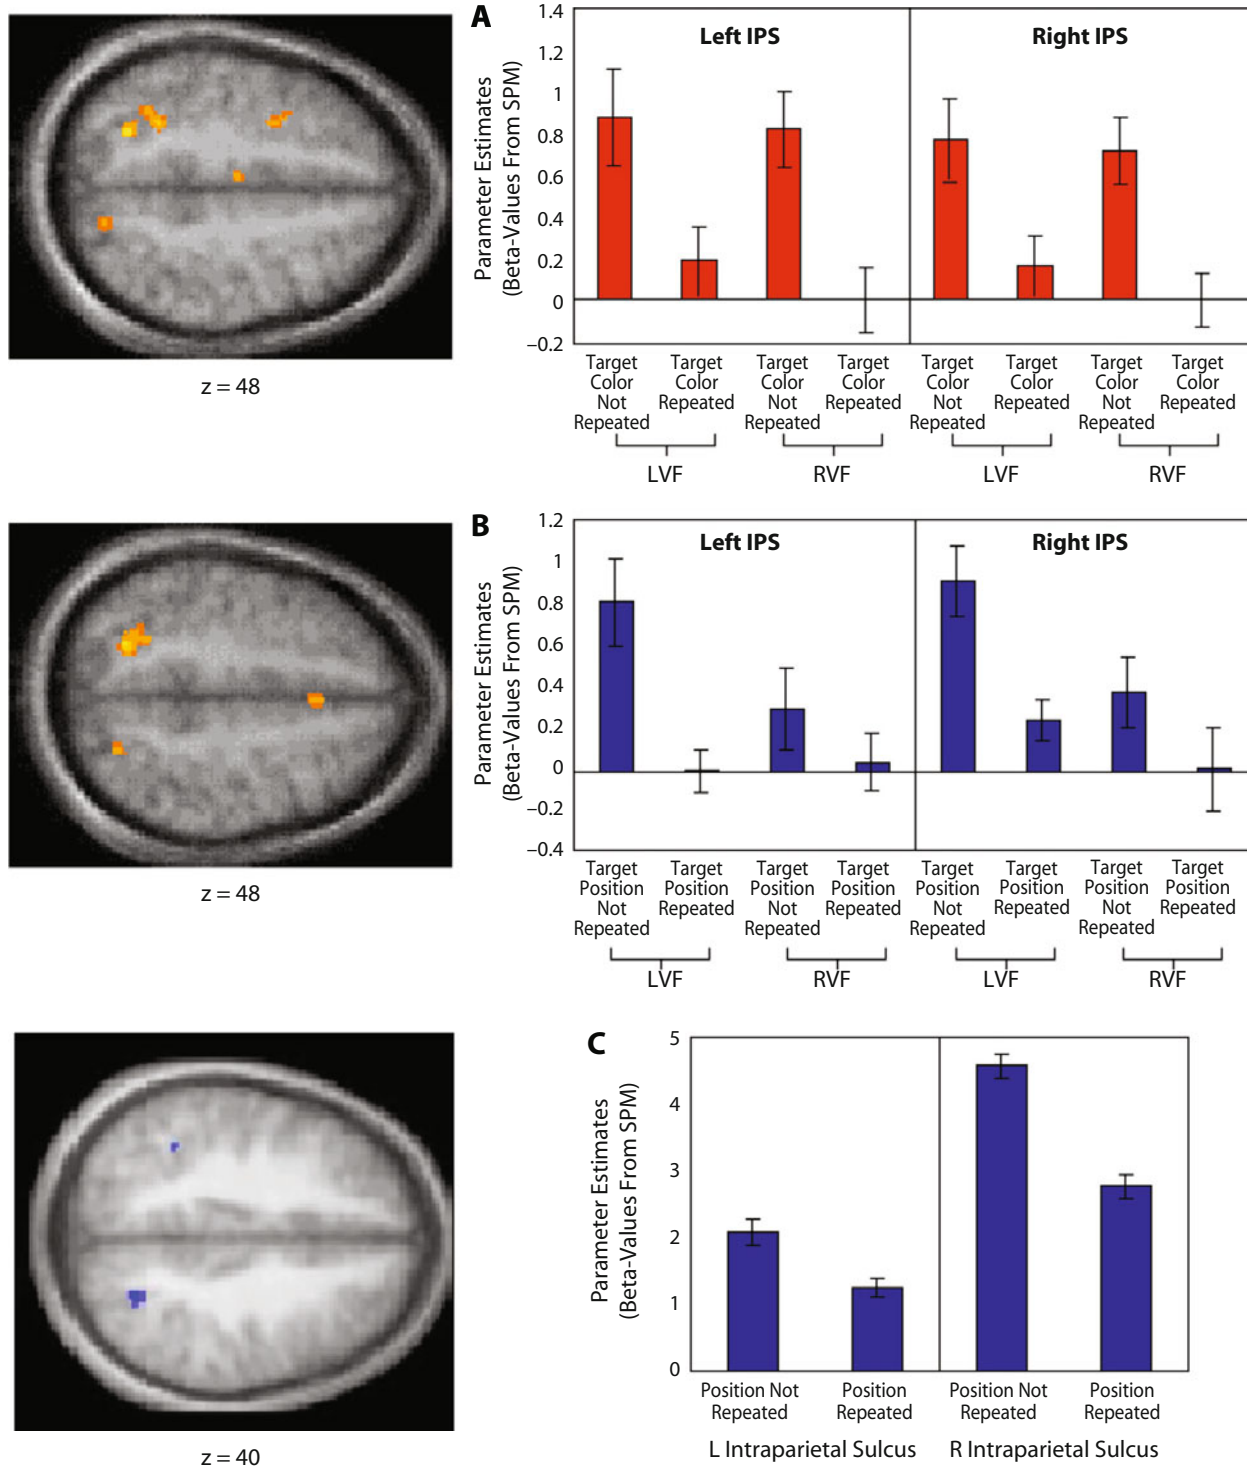 A
Left IPS
Right IPS
Parameter Estimates
(Beta-Values From SPM)
1.4
1.2
1
0.8
0.6
0.4
0.2
0
–0.2
Target Color Not Repeated
Target Color Repeated
Target Color Not Repeated
Target Color Repeated
Target Color Not Repeated
Target Color Repeated
Target Color Not Repeated
Target Color Repeated
LVF
RVF
LVF
RVF
z = 48
B
Left IPS
Right IPS
Parameter Estimates
(Beta-Values From SPM)
1.2
1
0.8
0.6
0.4
0.2
0
–0.2
–0.4
Target Position Not Repeated
Target Position Repeated
Target Position Not Repeated
Target Position Repeated
Target Position Not Repeated
Target Position Repeated
Target Position Not Repeated
Target Position Repeated
LVF
RVF
LVF
RVF
z = 48
C
Parameter Estimates
(Beta-Values From SPM)
5
4
3
2
1
0
Position Not Repeated
Position Repeated
Position Not Repeated
Position Repeated
L Intraparietal Sulcus
R Intraparietal Sulcus
z = 40